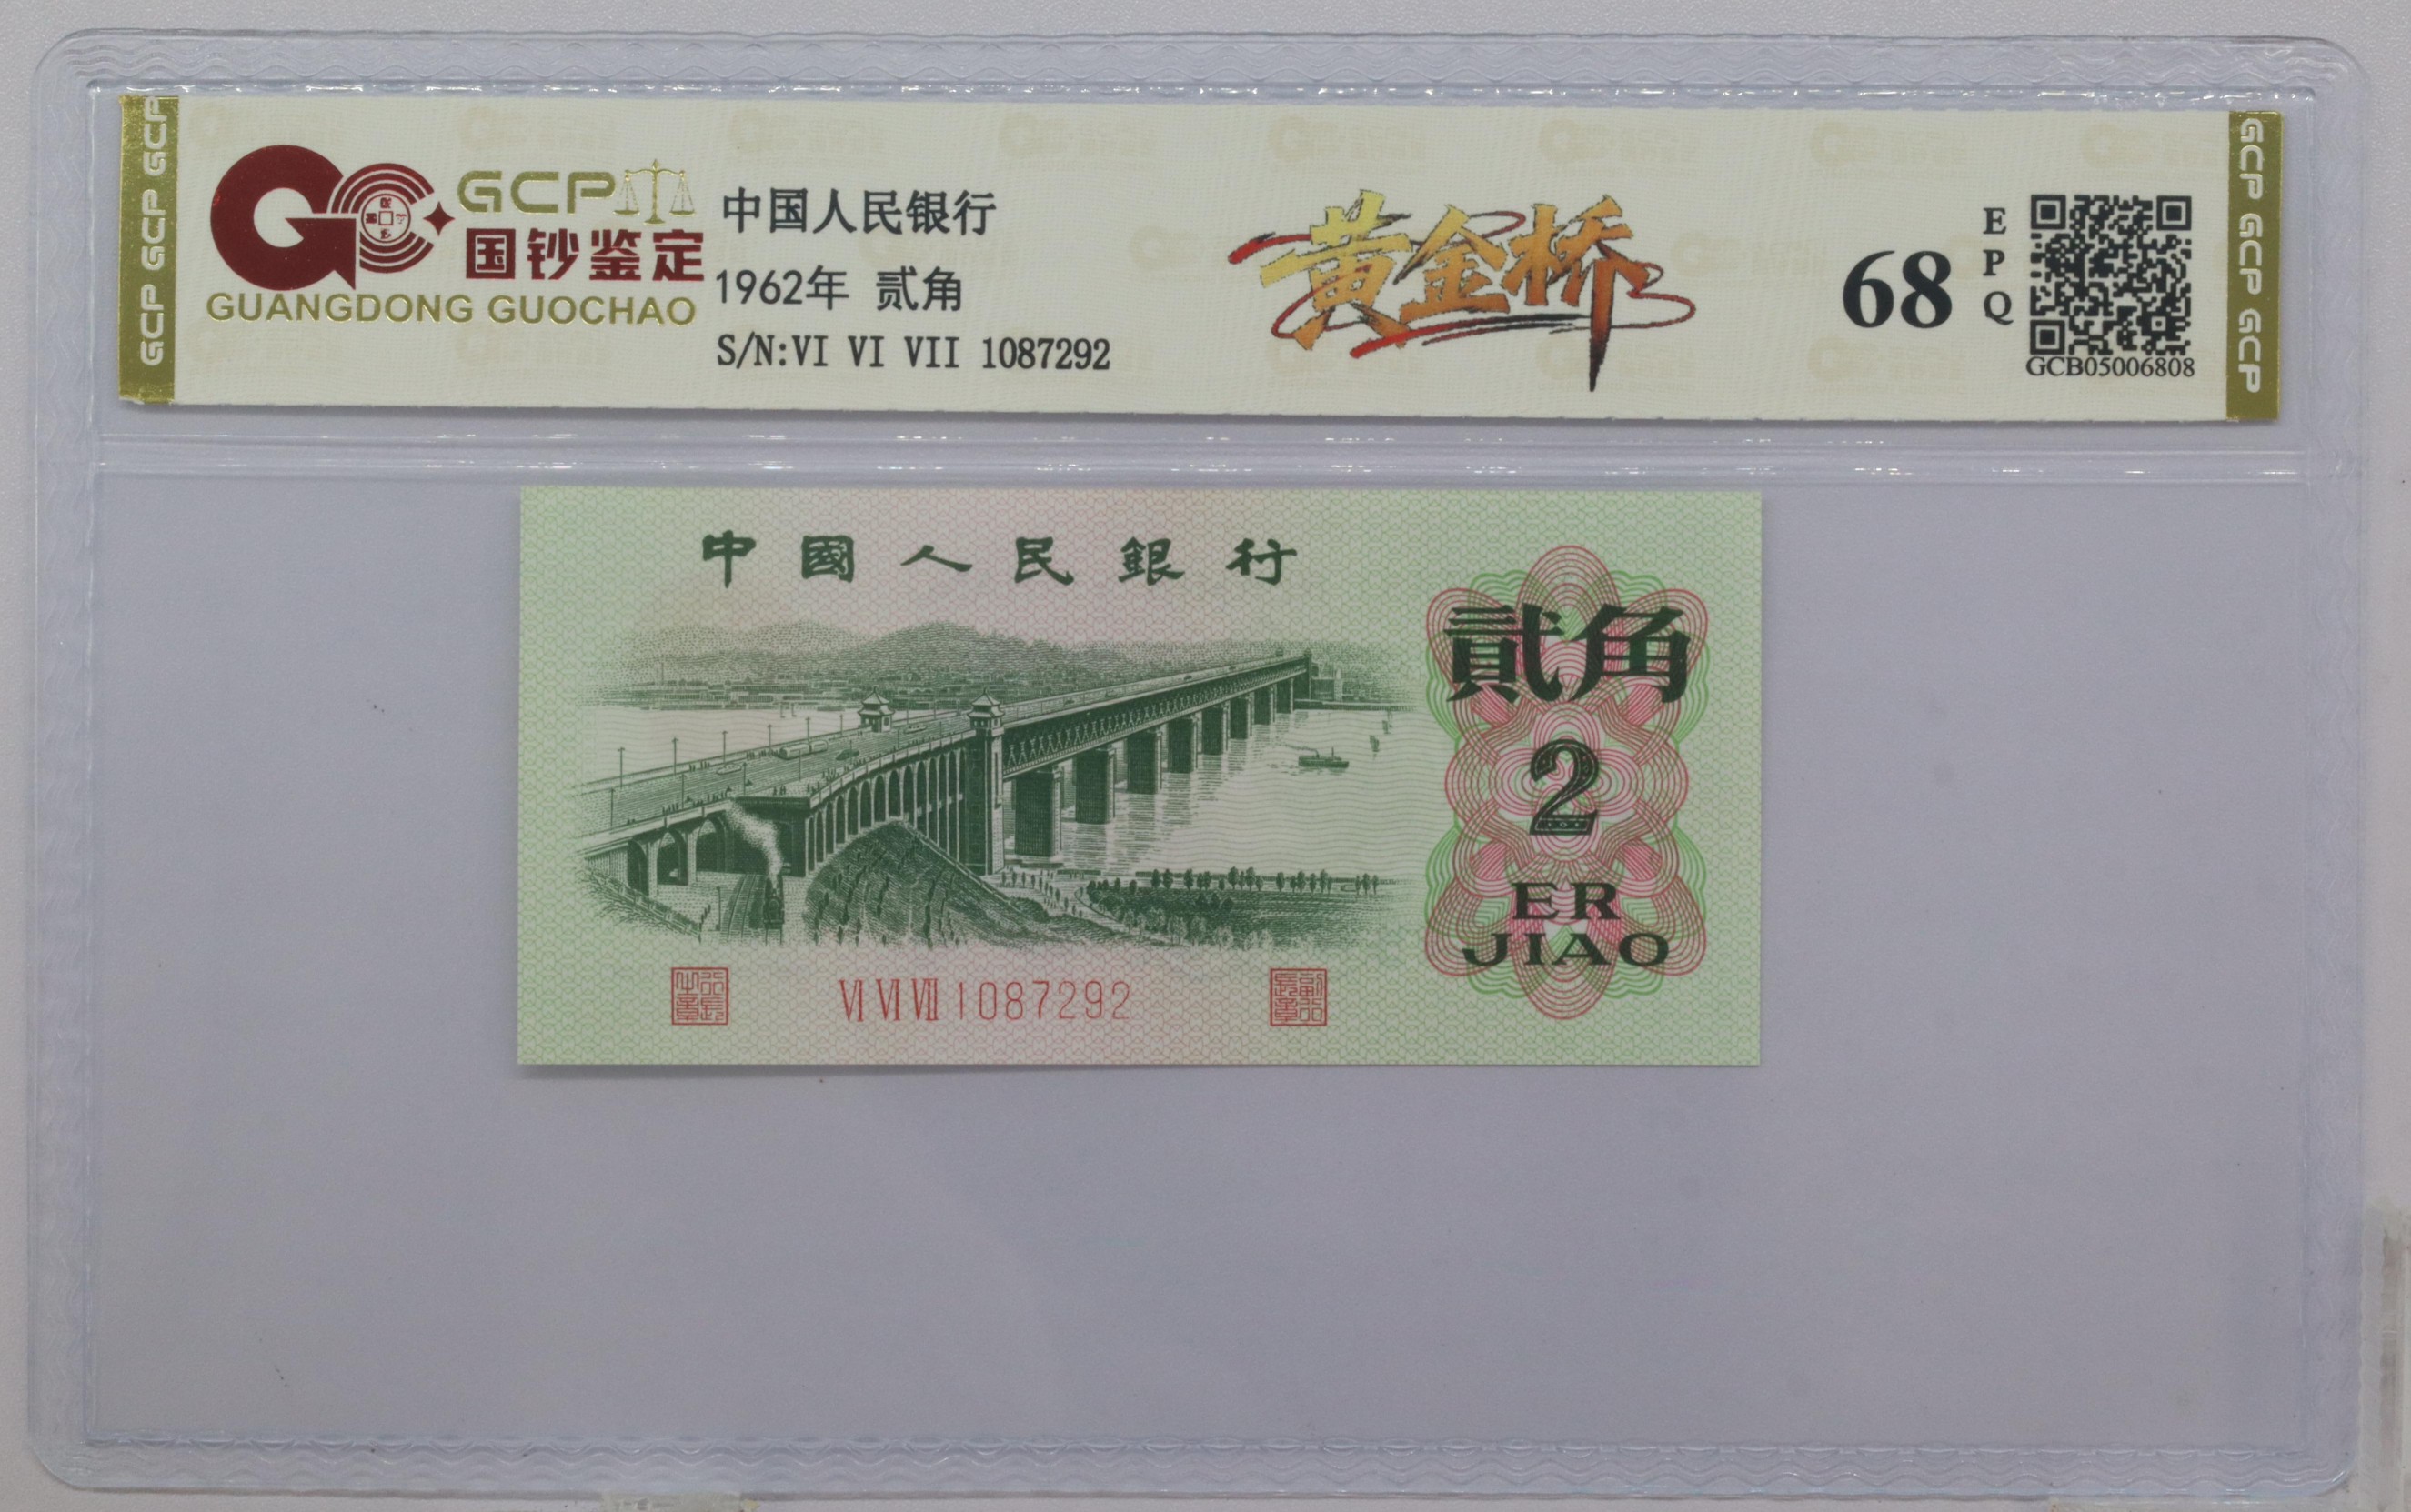 GCP GCP GCP
GCP
国钞鉴定
GUANGDONG GUOCHAO
中国人民银行
1962年 贰角
S/N:VI VI VII 1087292
黄金桥
68
EPQ
GCB05006808
GCP GCP GCP
中國人民銀行
貳角
2
ER
JIAO
VI VI VII 1087292